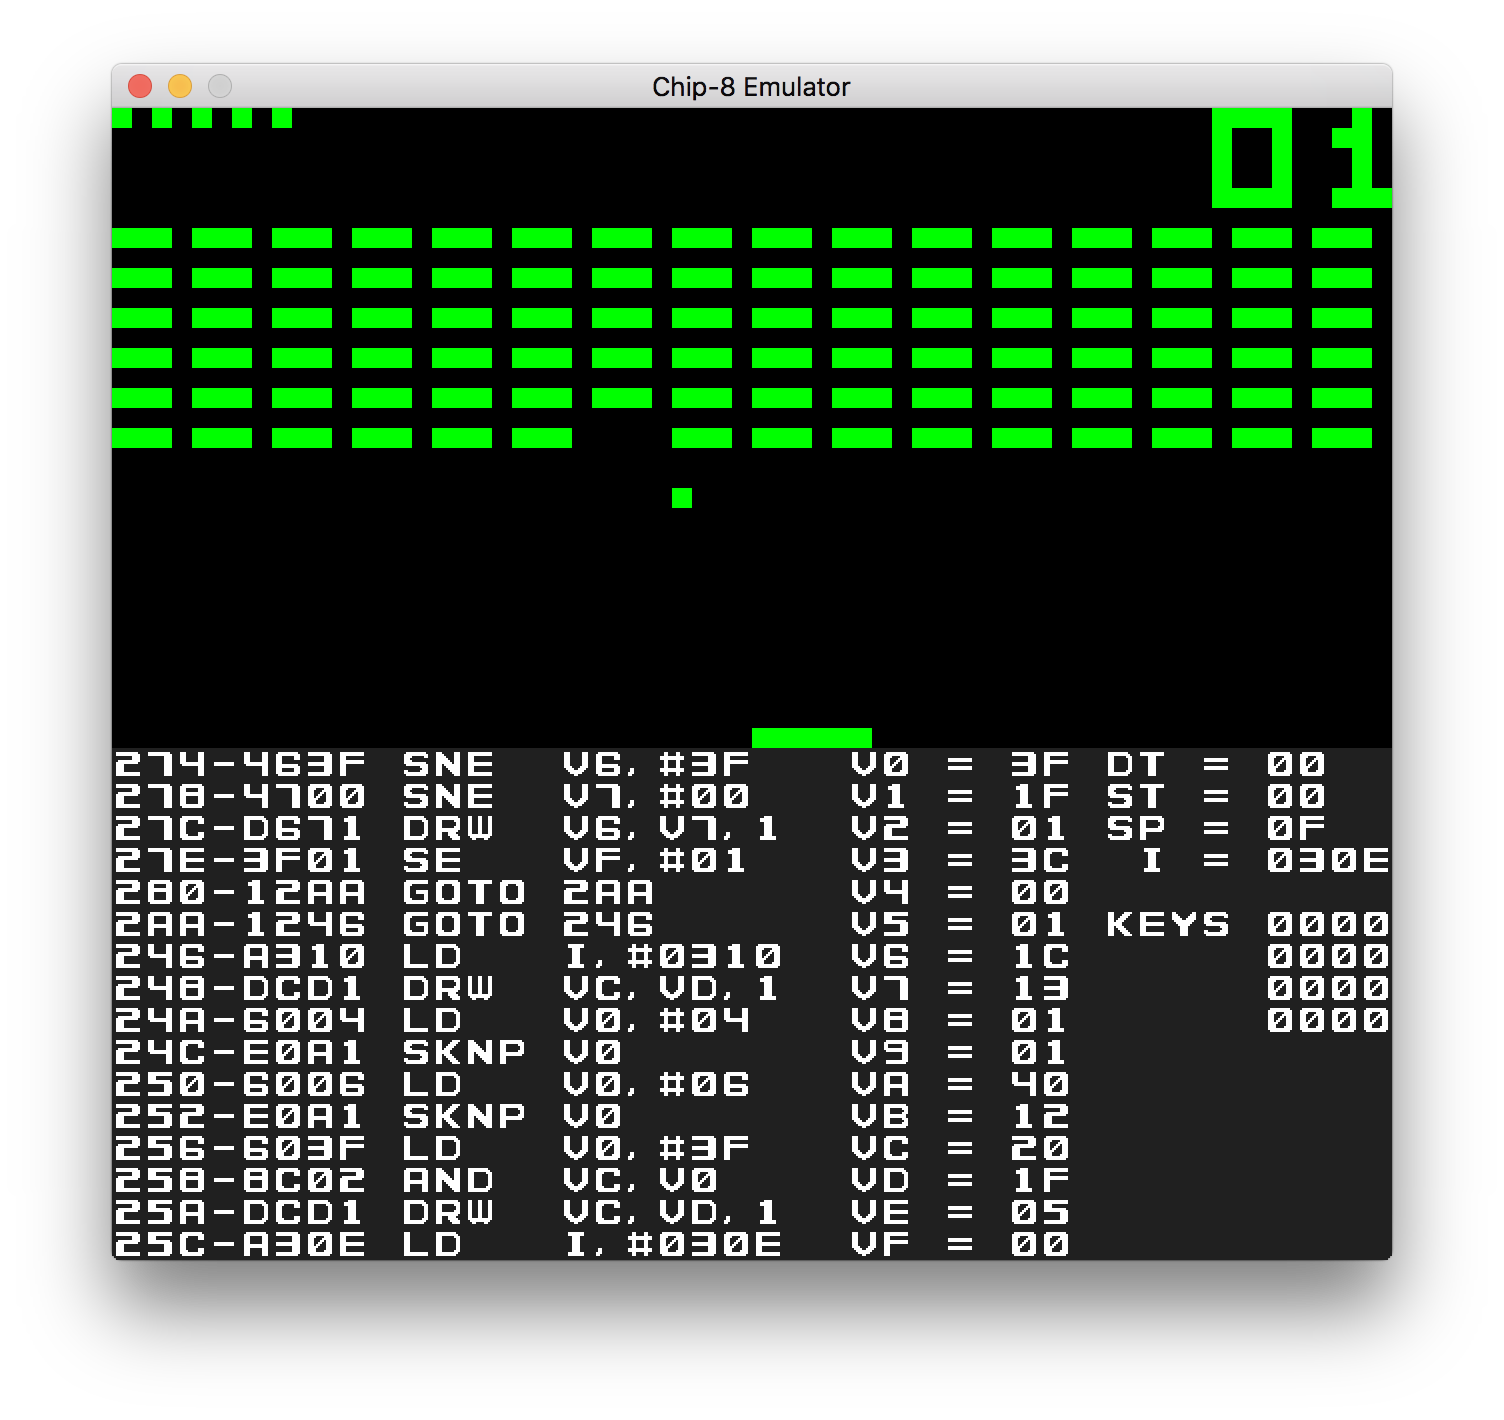 Chip-8 Emulator
01
274-463F SNE V6, #3F V0 = 3F DT = 00
278-4700 SNE V7, #00 V1 = 1F ST = 00
27C-D671 DRW V6, V7, 1 V2 = 01 SP = 0F
27E-3F01 SE VF, #01 V3 = 3C I = 030E
280-12AA GOTO 2AA V4 = 00
2AA-1246 GOTO 246 V5 = 01 KEYS 0000
246-A310 LD I, #0310 V6 = 1C 0000
248-DCD1 DRW VC, VD, 1 V7 = 13 0000
24A-6004 LD V0, #04 V8 = 01 0000
24C-E0A1 SKNP V0 V9 = 01
250-6006 LD V0, #06 VA = 40
252-E0A1 SKNP V0 VB = 12
256-603F LD V0, #3F VC = 20
258-8C02 AND VC, V0 VD = 1F
25A-DCD1 DRW VC, VD, 1 VE = 05
25C-A30E LD I, #030E VF = 00